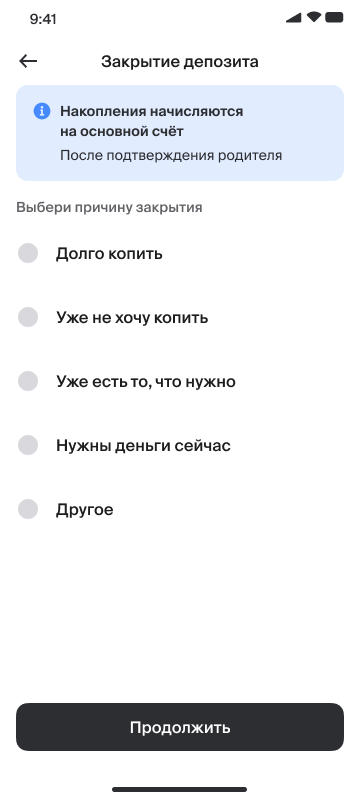 9:41
Закрытие депозита
Накопления начисляются
на основной счёт
После подтверждения родителя
Выбери причину закрытия
Долго копить
Уже не хочу копить
Уже есть то, что нужно
Нужны деньги сейчас
Другое
Продолжить